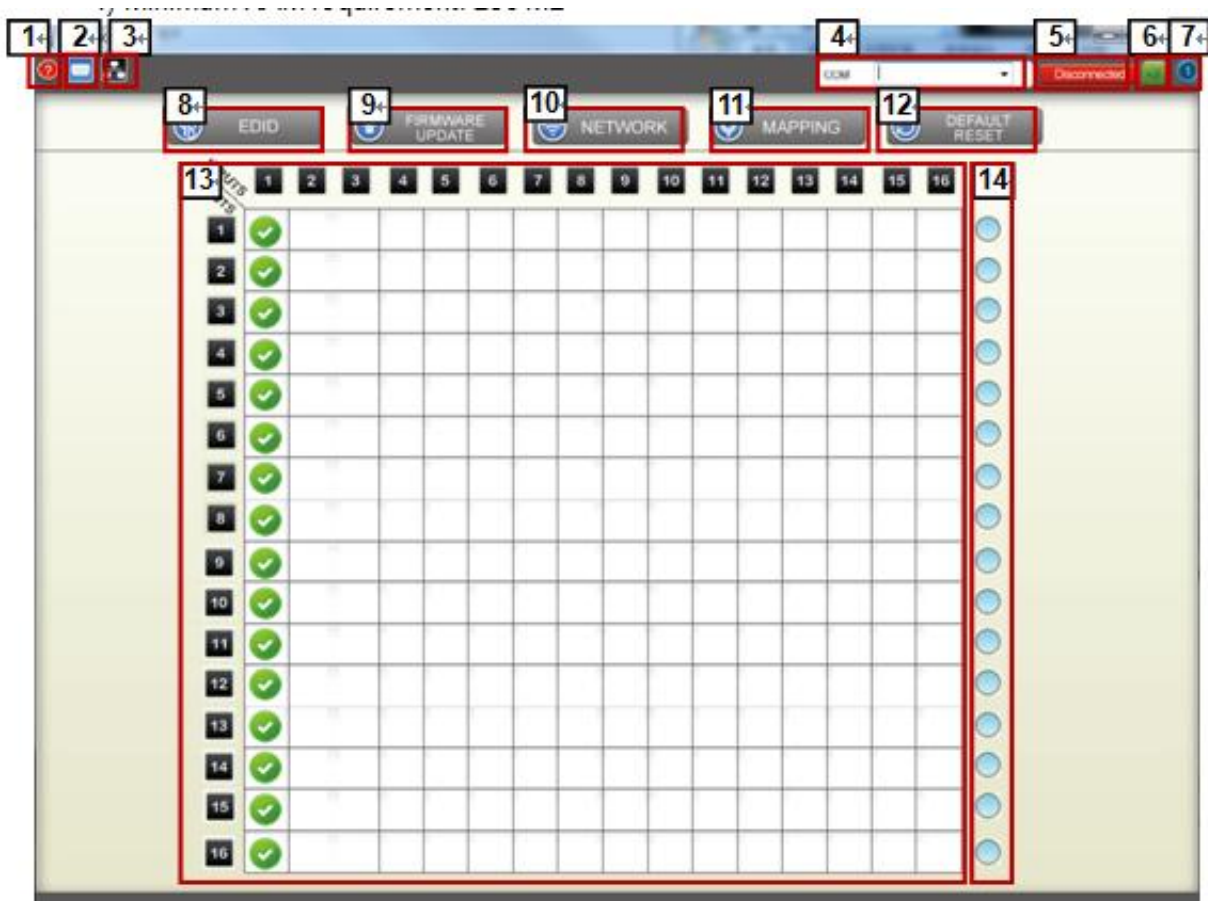 1 2 3 4 5 6 7
COM
Disconnected
8 9 10 11 12
EDID
FIRMWARE
UPDATE
NETWORK
MAPPING
DEFAULT
RESET
13 1 2 3 4 5 6 7 8 9 10 11 12 13 14 15 16 14
1
2
3
4
5
6
7
8
9
10
11
12
13
14
15
16